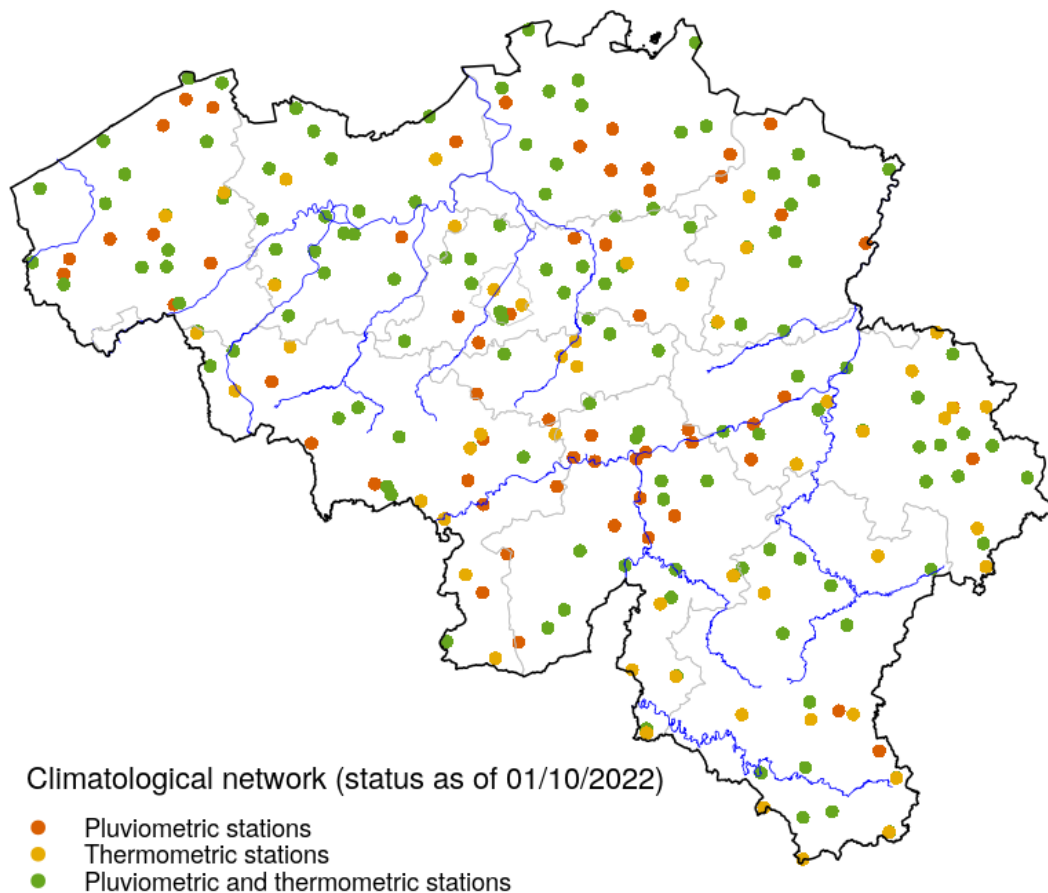 Climatological network (status as of 01/10/2022)
Pluviometric stations
Thermometric stations
Pluviometric and thermometric stations